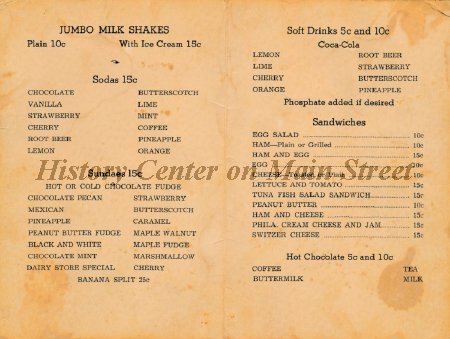 JUMBO MILK SHAKES
Plain 10c With Ice Cream 15c
Sodas 15c
CHOCOLATE BUTTERSCOTCH
VANILLA LIME
STRAWBERRY MINT
CHERRY COFFEE
ROOT BEER PINEAPPLE
LEMON ORANGE
Sundaes 15c
HOT OR COLD CHOCOLATE FUDGE
CHOCOLATE PECAN STRAWBERRY
MEXICAN BUTTERSCOTCH
PINEAPPLE CARAMEL
PEANUT BUTTER FUDGE MAPLE WALNUT
BLACK AND WHITE MAPLE FUDGE
CHOCOLATE MINT MARSHMALLOW
DAIRY STORE SPECIAL CHERRY
BANANA SPLIT 25c
Soft Drinks 5c and 10c
Coca-Cola
LEMON ROOT BEER
LIME STRAWBERRY
CHERRY BUTTERSCOTCH
ORANGE PINEAPPLE
Phosphate added if desired
Sandwiches
EGG SALAD 10c
HAM—Plain or Grilled 10c
HAM AND EGG 15c
EGG 10c
CHEESE—Toasted or Plain 10c
LETTUCE AND TOMATO 15c
TUNA FISH SALAD SANDWICH 15c
PEANUT BUTTER 10c
HAM AND CHEESE 15c
PHILA. CREAM CHEESE AND JAM 15c
SWITZER CHEESE 15c
Hot Chocolate 5c and 10c
COFFEE TEA
BUTTERMILK MILK
History Center on Main Street